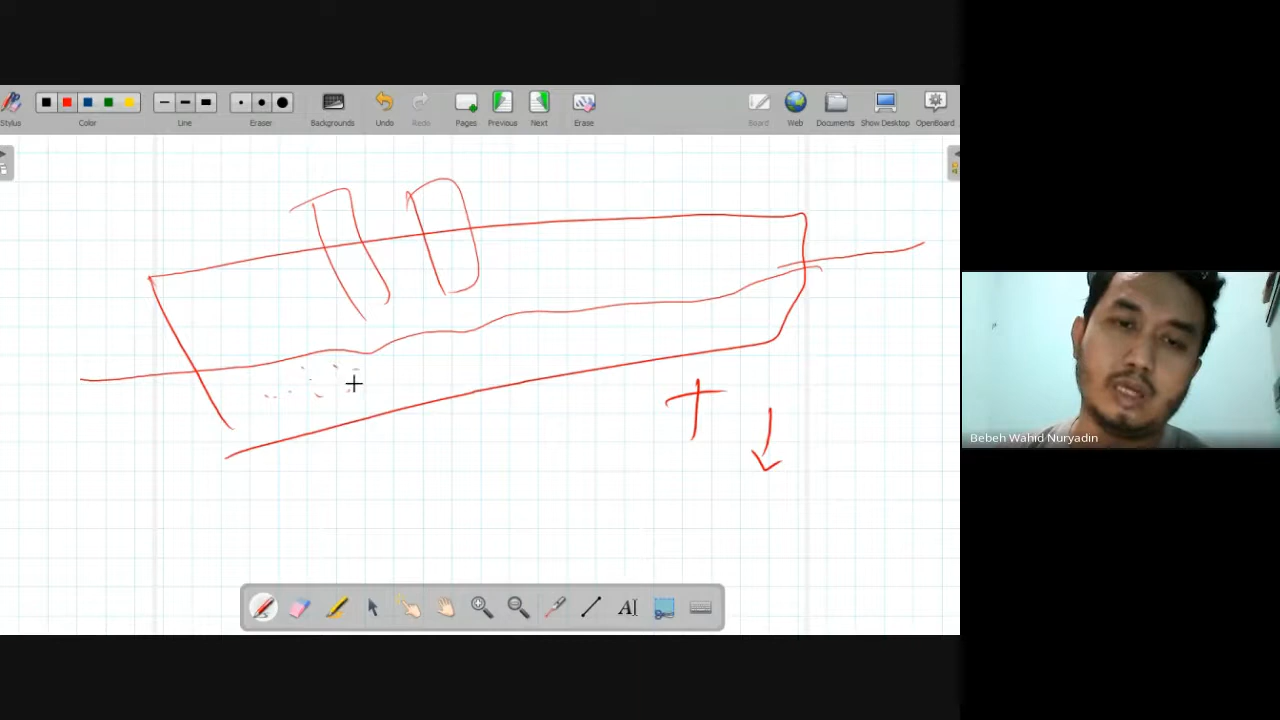 Stylus
Color
Line
Eraser
Backgrounds
Undo
Redo
Pages
Previous
Next
Erase
Board
Web
Documents
Show Desktop
OpenBoard
A
Bebeh Wahid Nuryadin